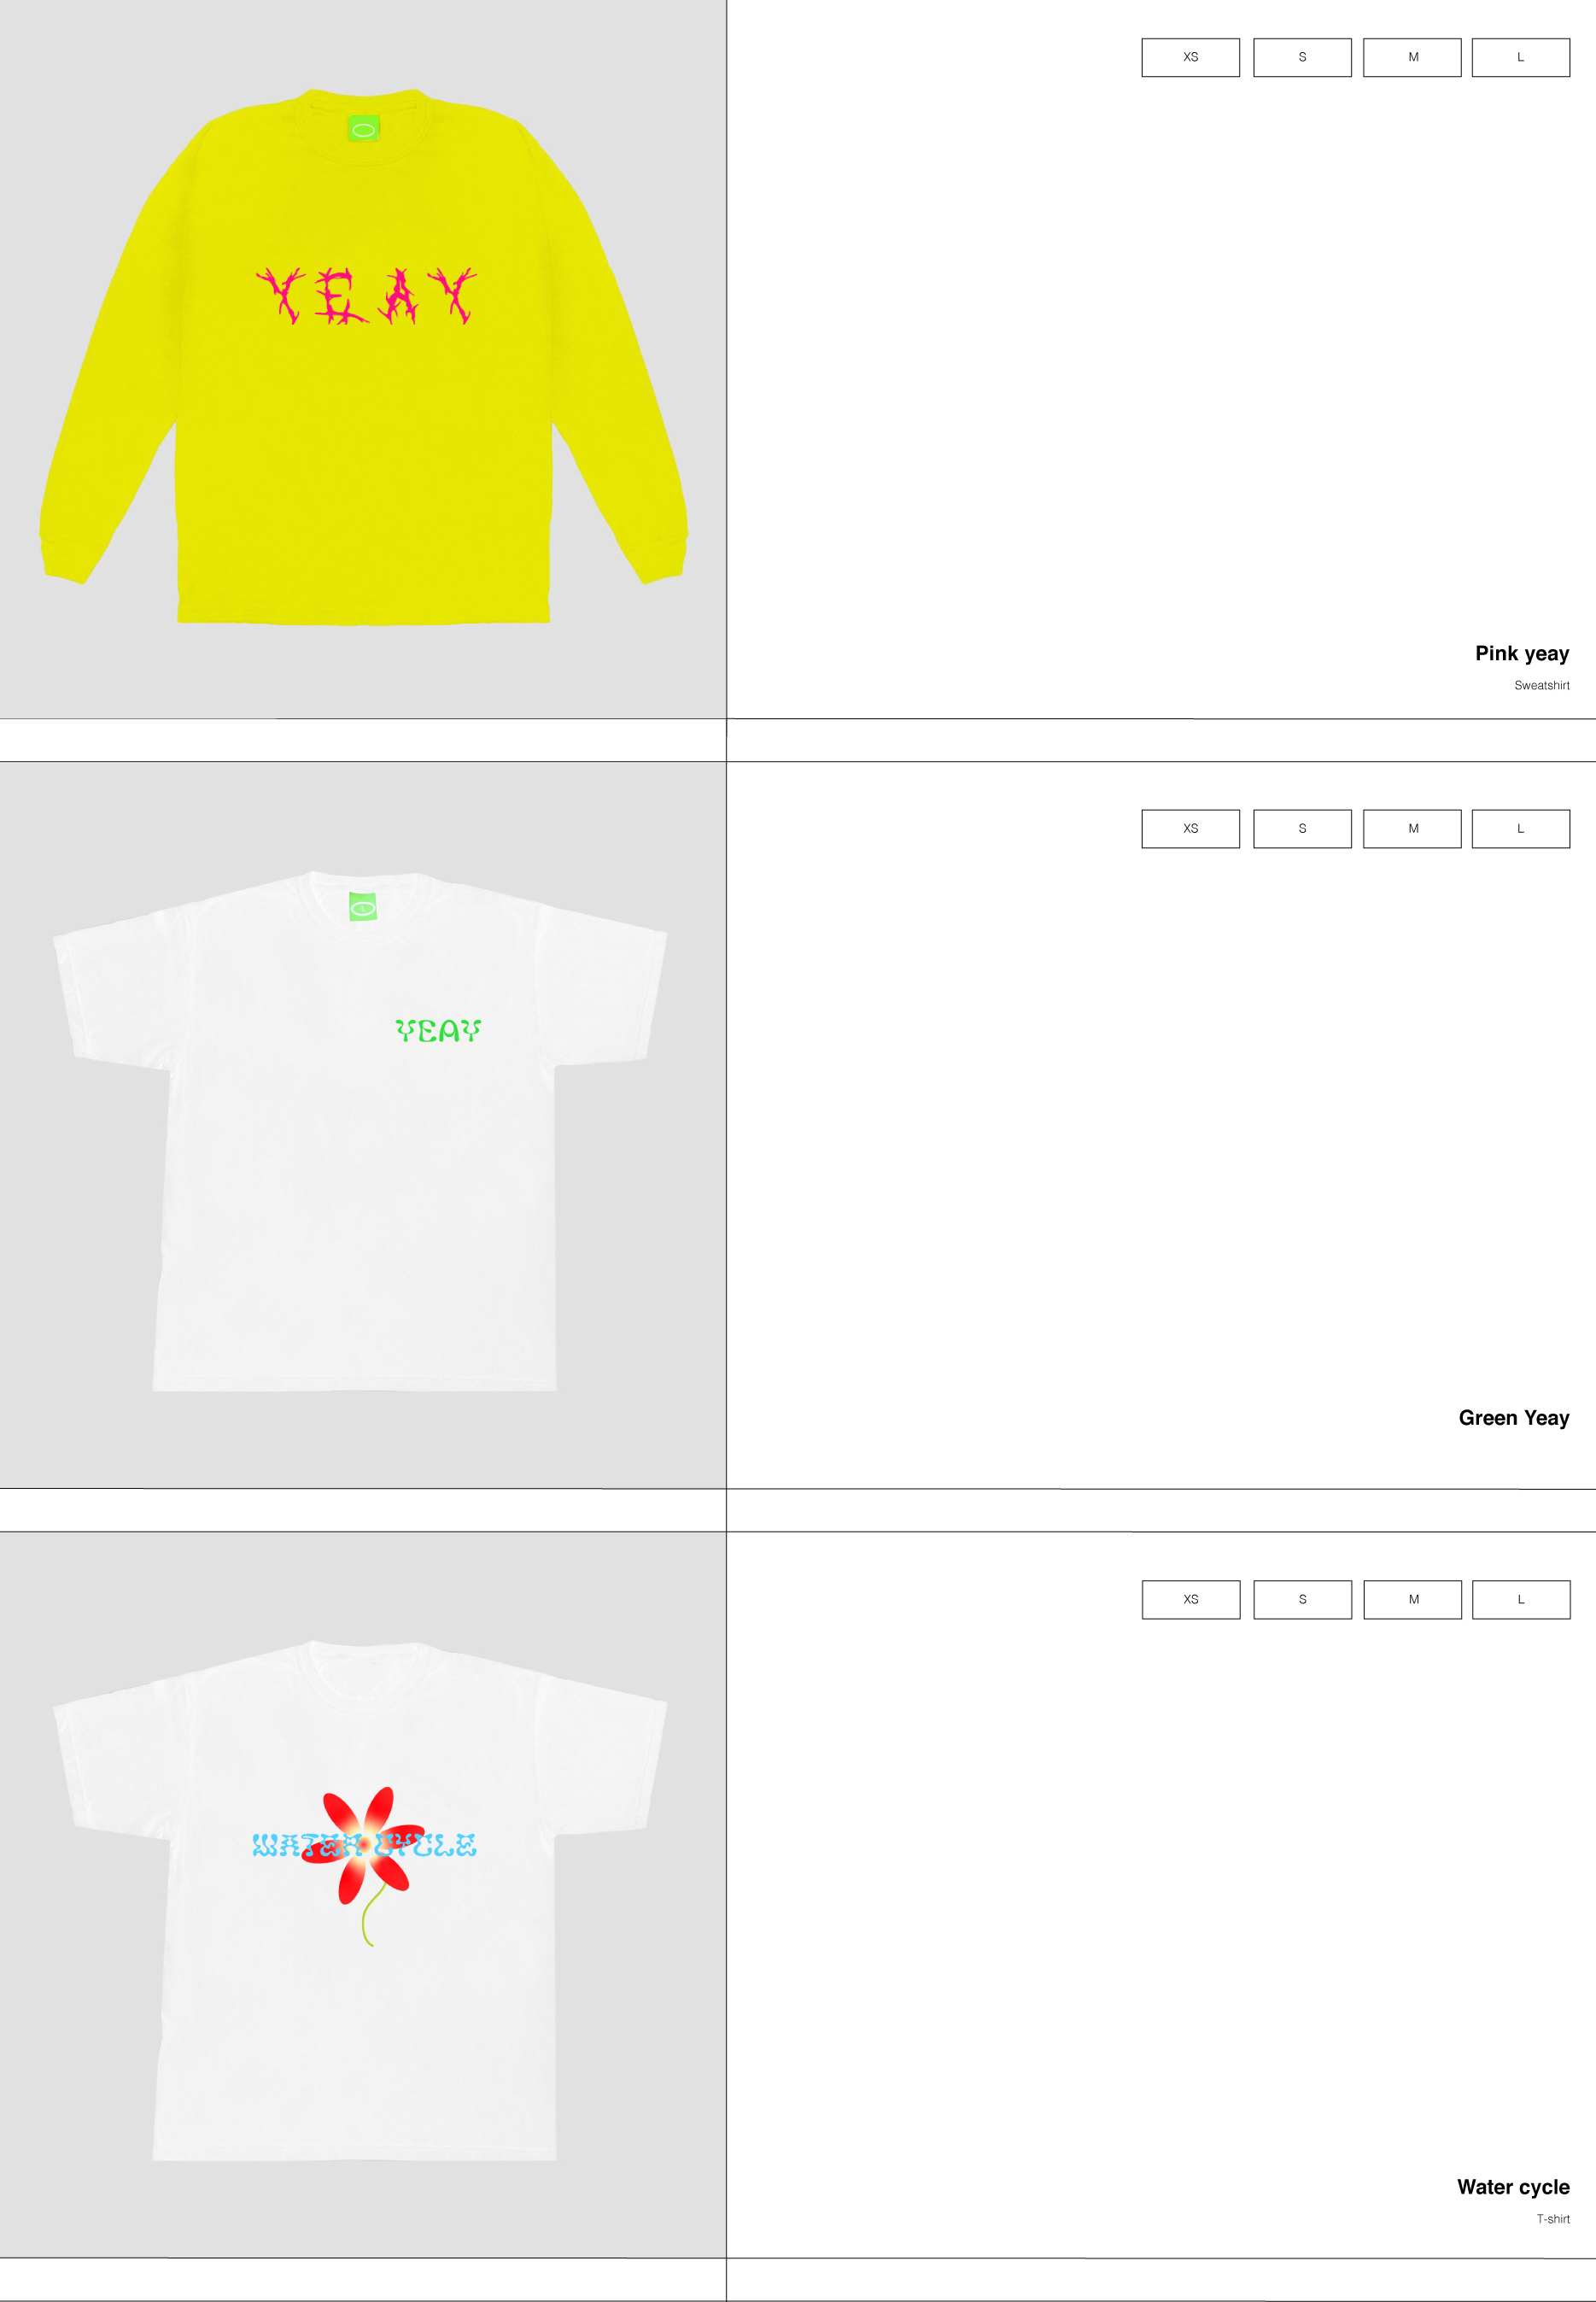 XS S M L
YEAY
Pink yeay
Sweatshirt
XS S M L
YEAY
Green Yeay
XS S M L
WATER CYCLE
Water cycle
T-shirt